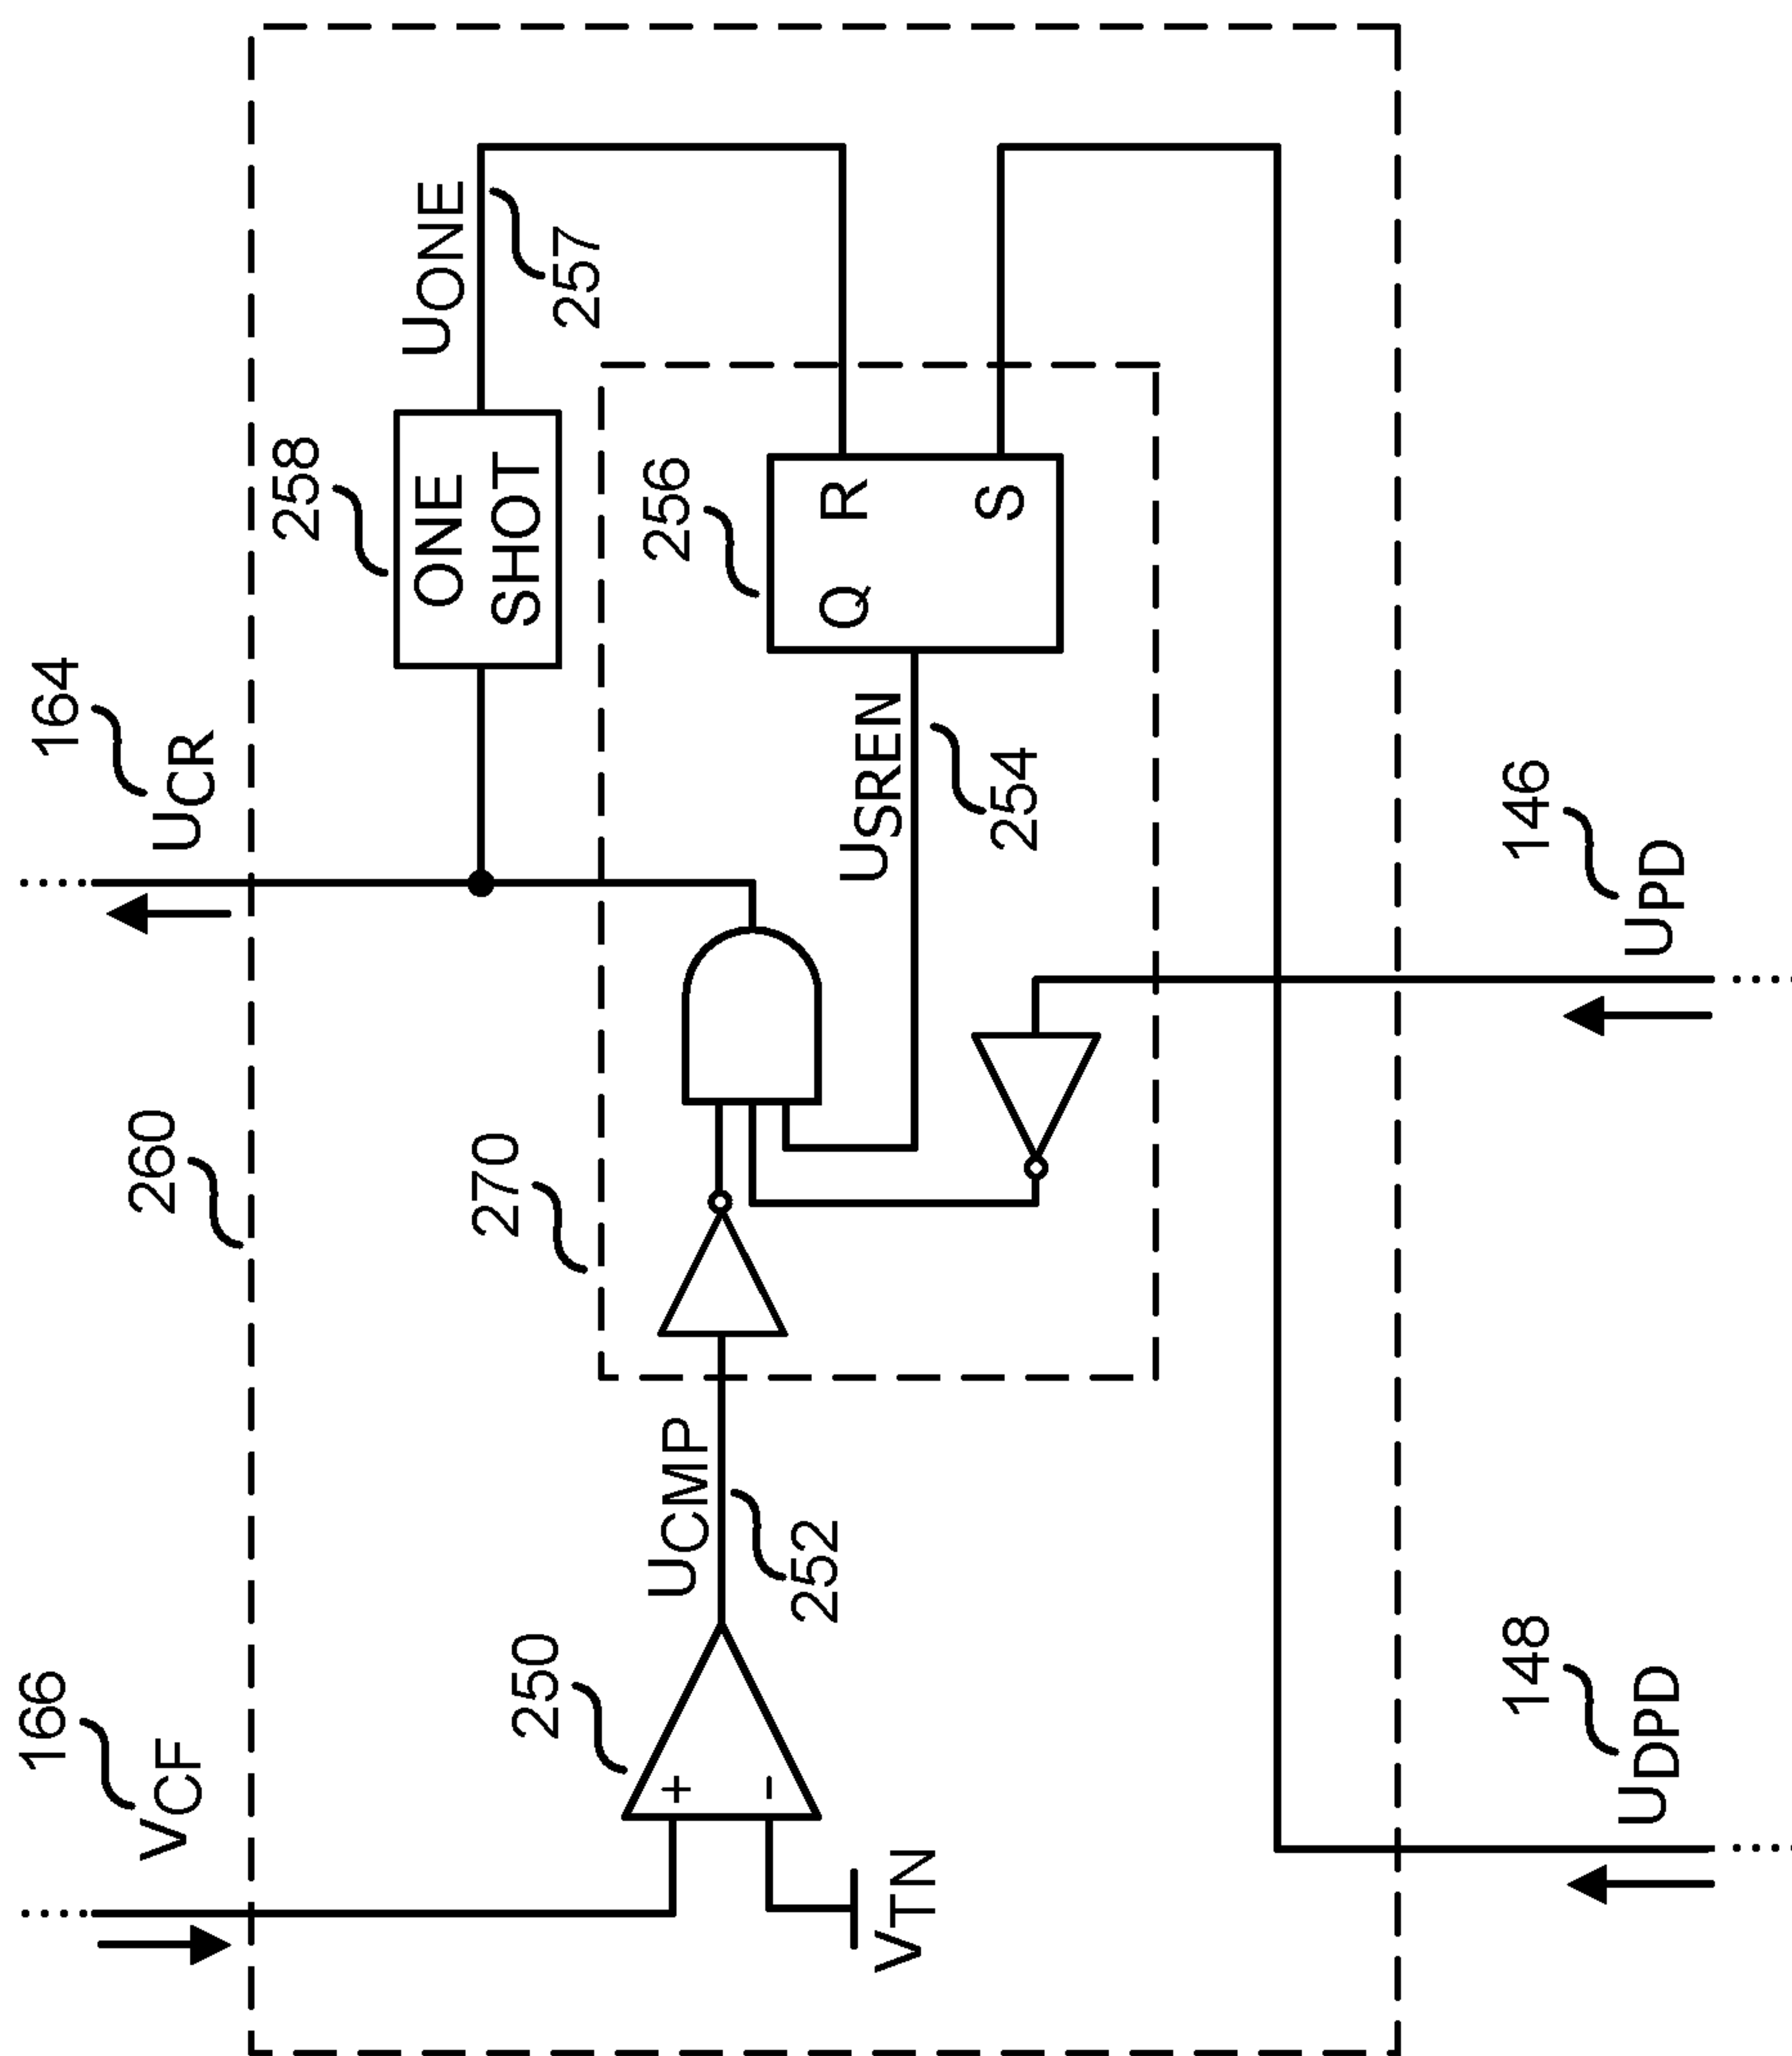 166
VCF
260
164
UCR
258
ONE
SHOT
UONE
257
270
256
Q
R
S
USREN
254
250
+
-
UCMP
252
VTN
148
UDPD
146
UPD